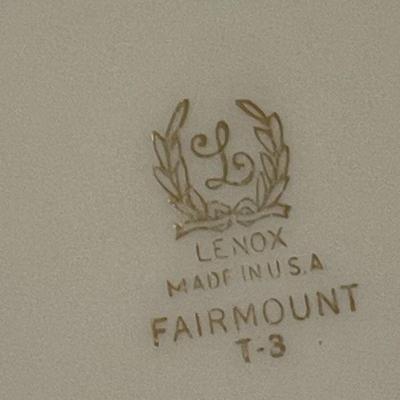 L
LENOX
MADE IN U.S.A
FAIRMOUNT
T-3